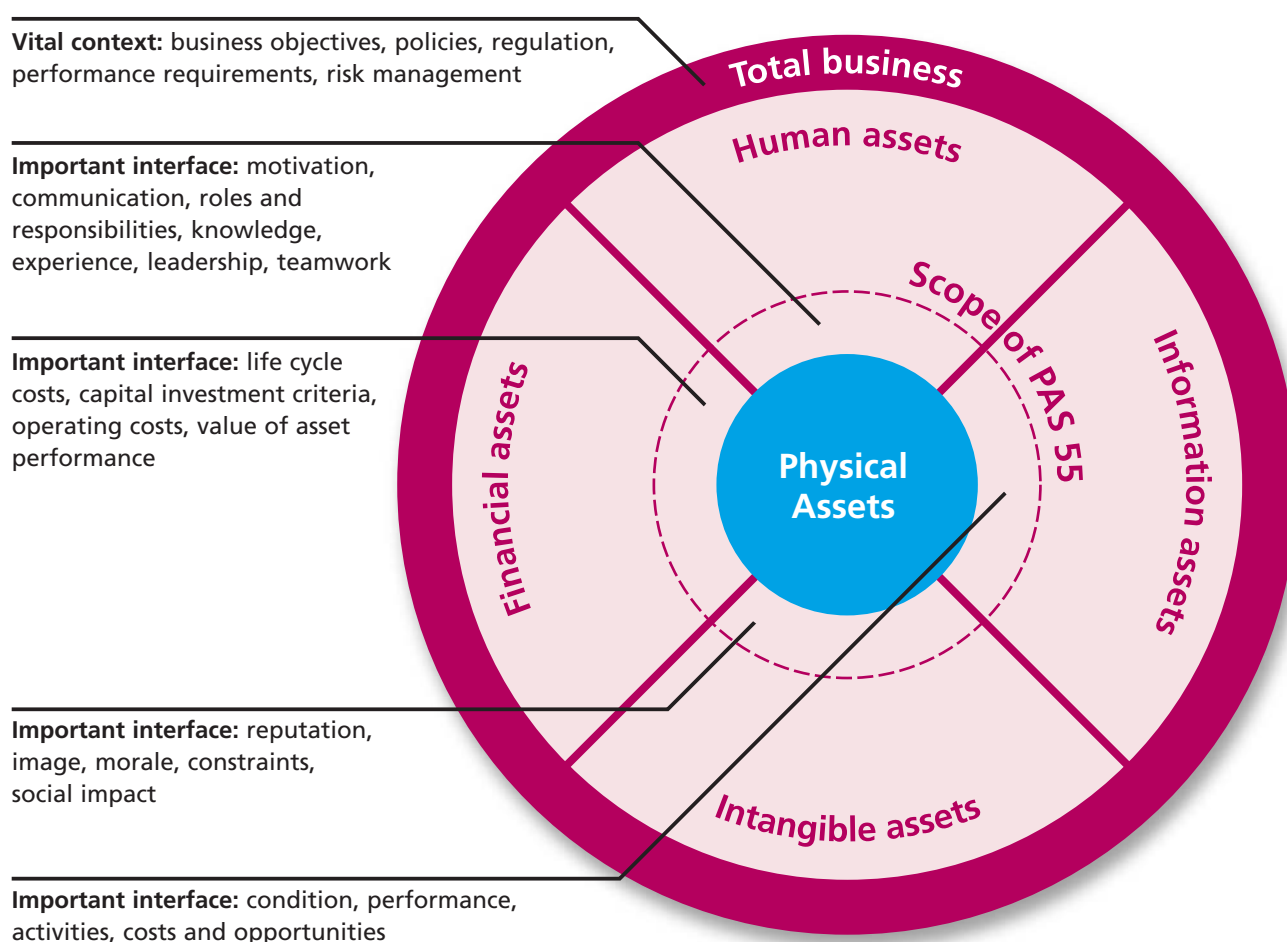 Vital context: business objectives, policies, regulation,
performance requirements, risk management
Important interface: motivation,
communication, roles and
responsibilities, knowledge,
experience, leadership, teamwork
Important interface: life cycle
costs, capital investment criteria,
operating costs, value of asset
performance
Important interface: reputation,
image, morale, constraints,
social impact
Important interface: condition, performance,
activities, costs and opportunities
Total business
Human assets
Scope of PAS 55
Financial assets
Physical
Assets
Information assets
Intangible assets